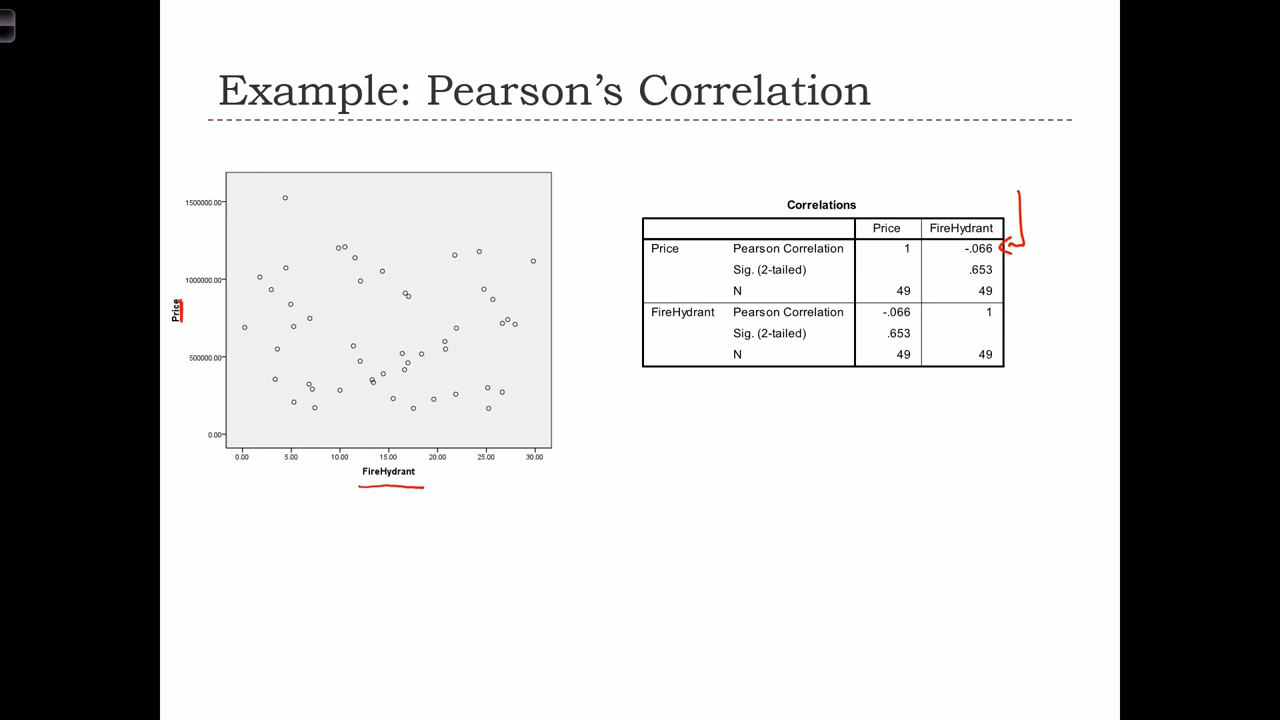 Example: Pearson's Correlation
1500000.00
1000000.00
500000.00
0.00
Price
0.00 5.00 10.00 15.00 20.00 25.00 30.00
FireHydrant
Correlations
Price FireHydrant
Price Pearson Correlation 1 -.066
Sig. (2-tailed) .653
N 49 49
FireHydrant Pearson Correlation -.066 1
Sig. (2-tailed) .653
N 49 49